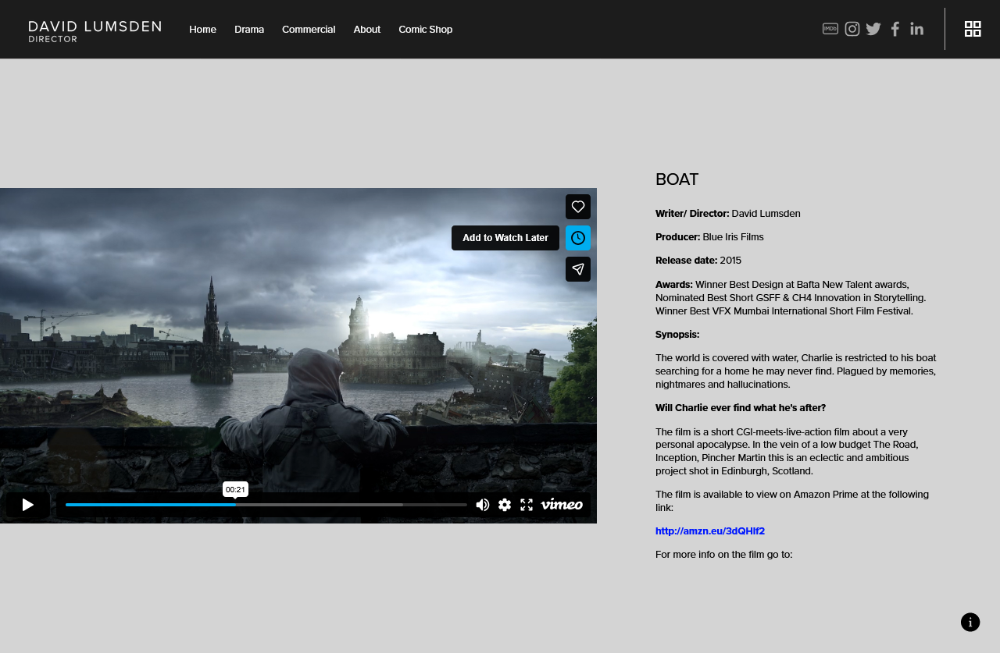 DAVID LUMSDEN
DIRECTOR
Home Drama Commercial About Comic Shop
IMDb
BOAT
Writer/ Director: David Lumsden
Producer: Blue Iris Films
Release date: 2015
Awards: Winner Best Design at Bafta New Talent awards,
Nominated Best Short GSFF & CH4 Innovation in Storytelling.
Winner Best VFX Mumbai International Short Film Festival.
Synopsis:
The world is covered with water, Charlie is restricted to his boat
searching for a home he may never find. Plagued by memories,
nightmares and hallucinations.
Will Charlie ever find what he's after?
The film is a short CGI-meets-live-action film about a very
personal apocalypse. In the vein of a low budget The Road,
Inception, Pincher Martin this is an eclectic and ambitious
project shot in Edinburgh, Scotland.
The film is available to view on Amazon Prime at the following
link:
http://amzn.eu/3dQHlf2
For more info on the film go to:
Add to Watch Later
00:21
vimeo